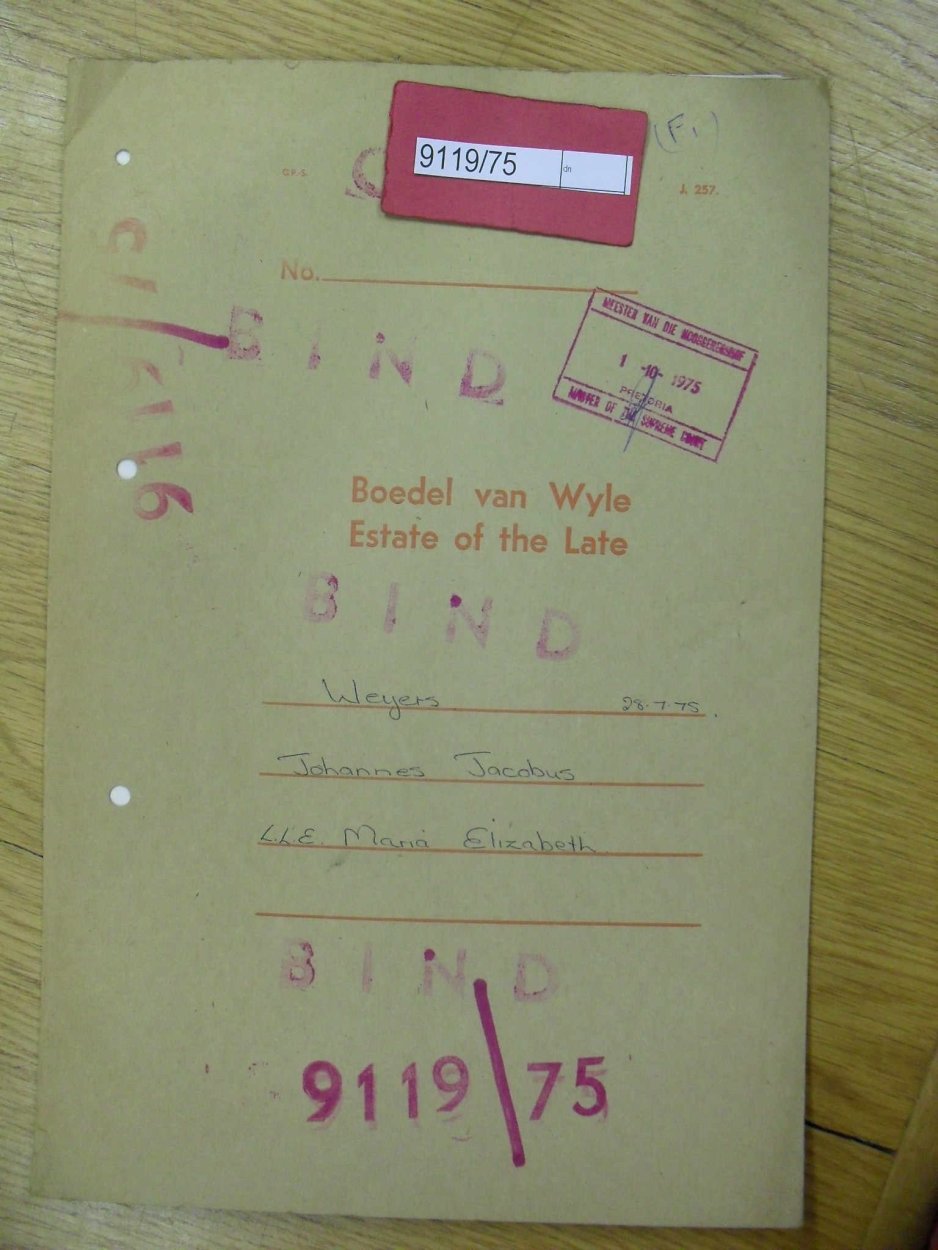 (F.)
9119/75 dn
G.P.-S. J. 257.
No.
BIND
MEESTER VAN DIE HOOGGEREGSHOF
1 -10- 1975
PRETORIA
MASTER OF THE SUPREME COURT
9119/75
Boedel van Wyle
Estate of the Late
BIND
Weyers 28.7.75.
Johannes Jacobus
L.L.E. Maria Elizabeth
BIND
9119/75